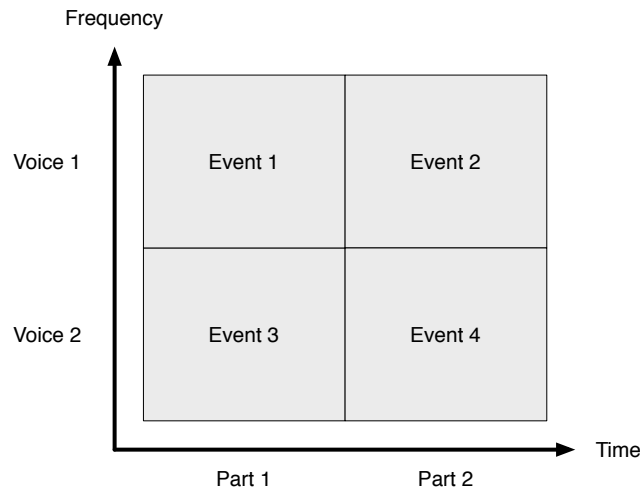 Frequency
Voice 1
Event 1
Event 2
Voice 2
Event 3
Event 4
Time
Part 1
Part 2